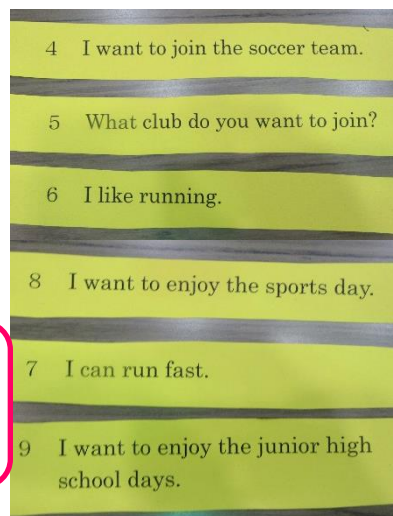 4 I want to join the soccer team.
5 What club do you want to join?
6 I like running.
8 I want to enjoy the sports day.
7 I can run fast.
9 I want to enjoy the junior high
school days.